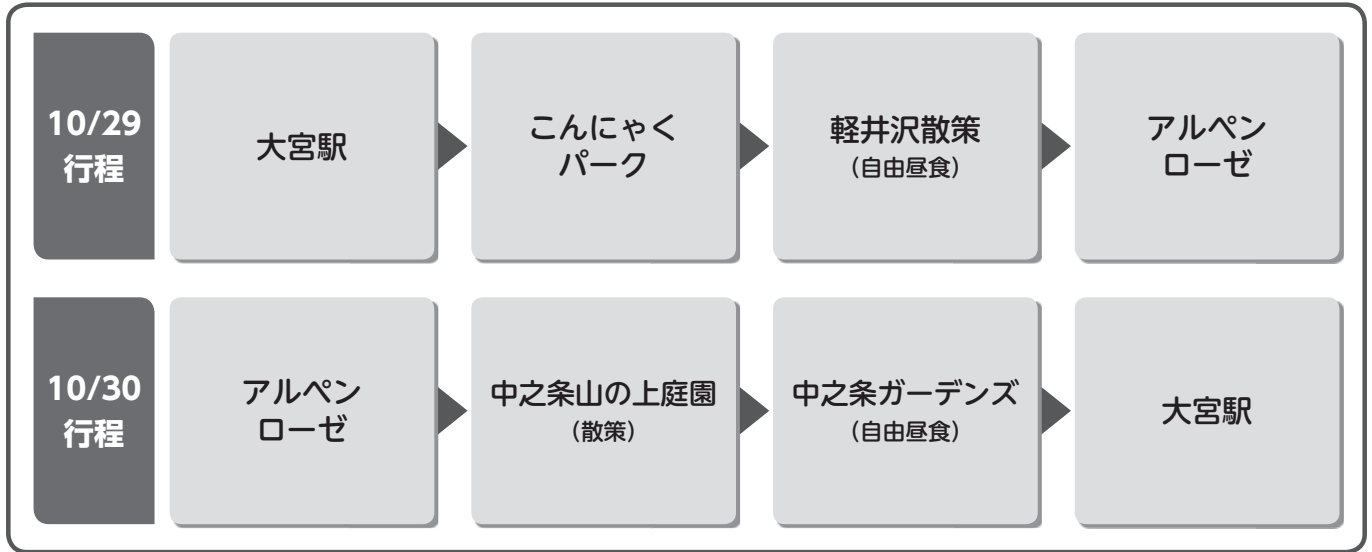 10/29
行程
大宮駅
こんにゃく
パーク
軽井沢散策
（自由昼食）
アルペン
ローゼ
10/30
行程
アルペン
ローゼ
中之条山の上庭園
（散策）
中之条ガーデンズ
（自由昼食）
大宮駅